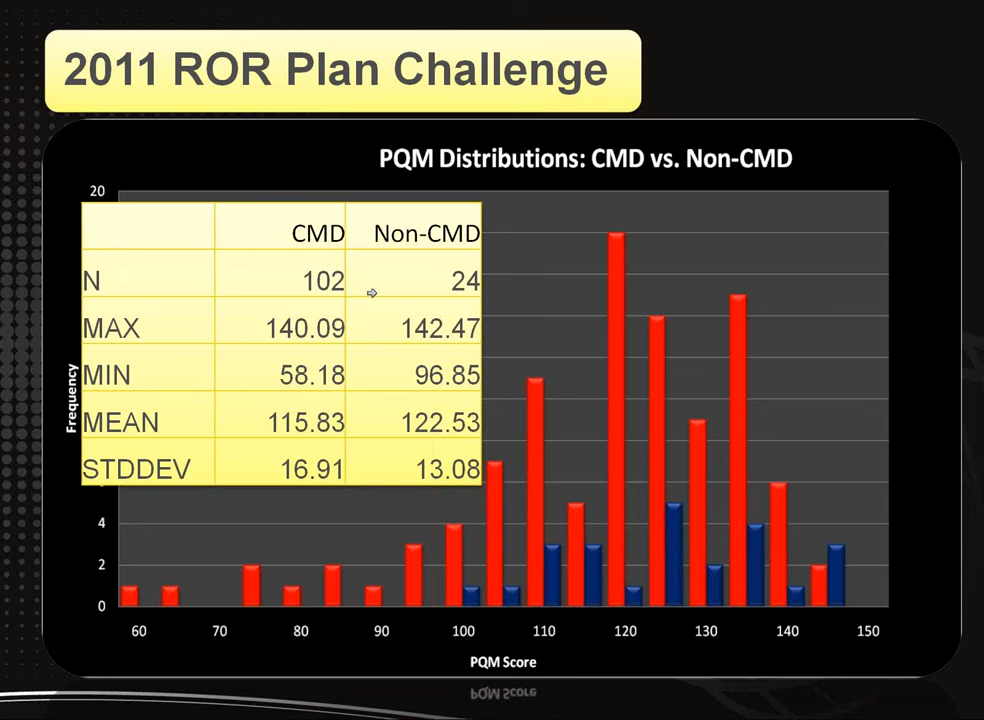 2011 ROR Plan Challenge
PQM Distributions: CMD vs. Non-CMD
20
CMD Non-CMD
N 102 24
MAX 140.09 142.47
MIN 58.18 96.85
MEAN 115.83 122.53
STDDEV 16.91 13.08
Frequency
4
2
0
60 70 80 90 100 110 120 130 140 150
PQM Score
PQM Score